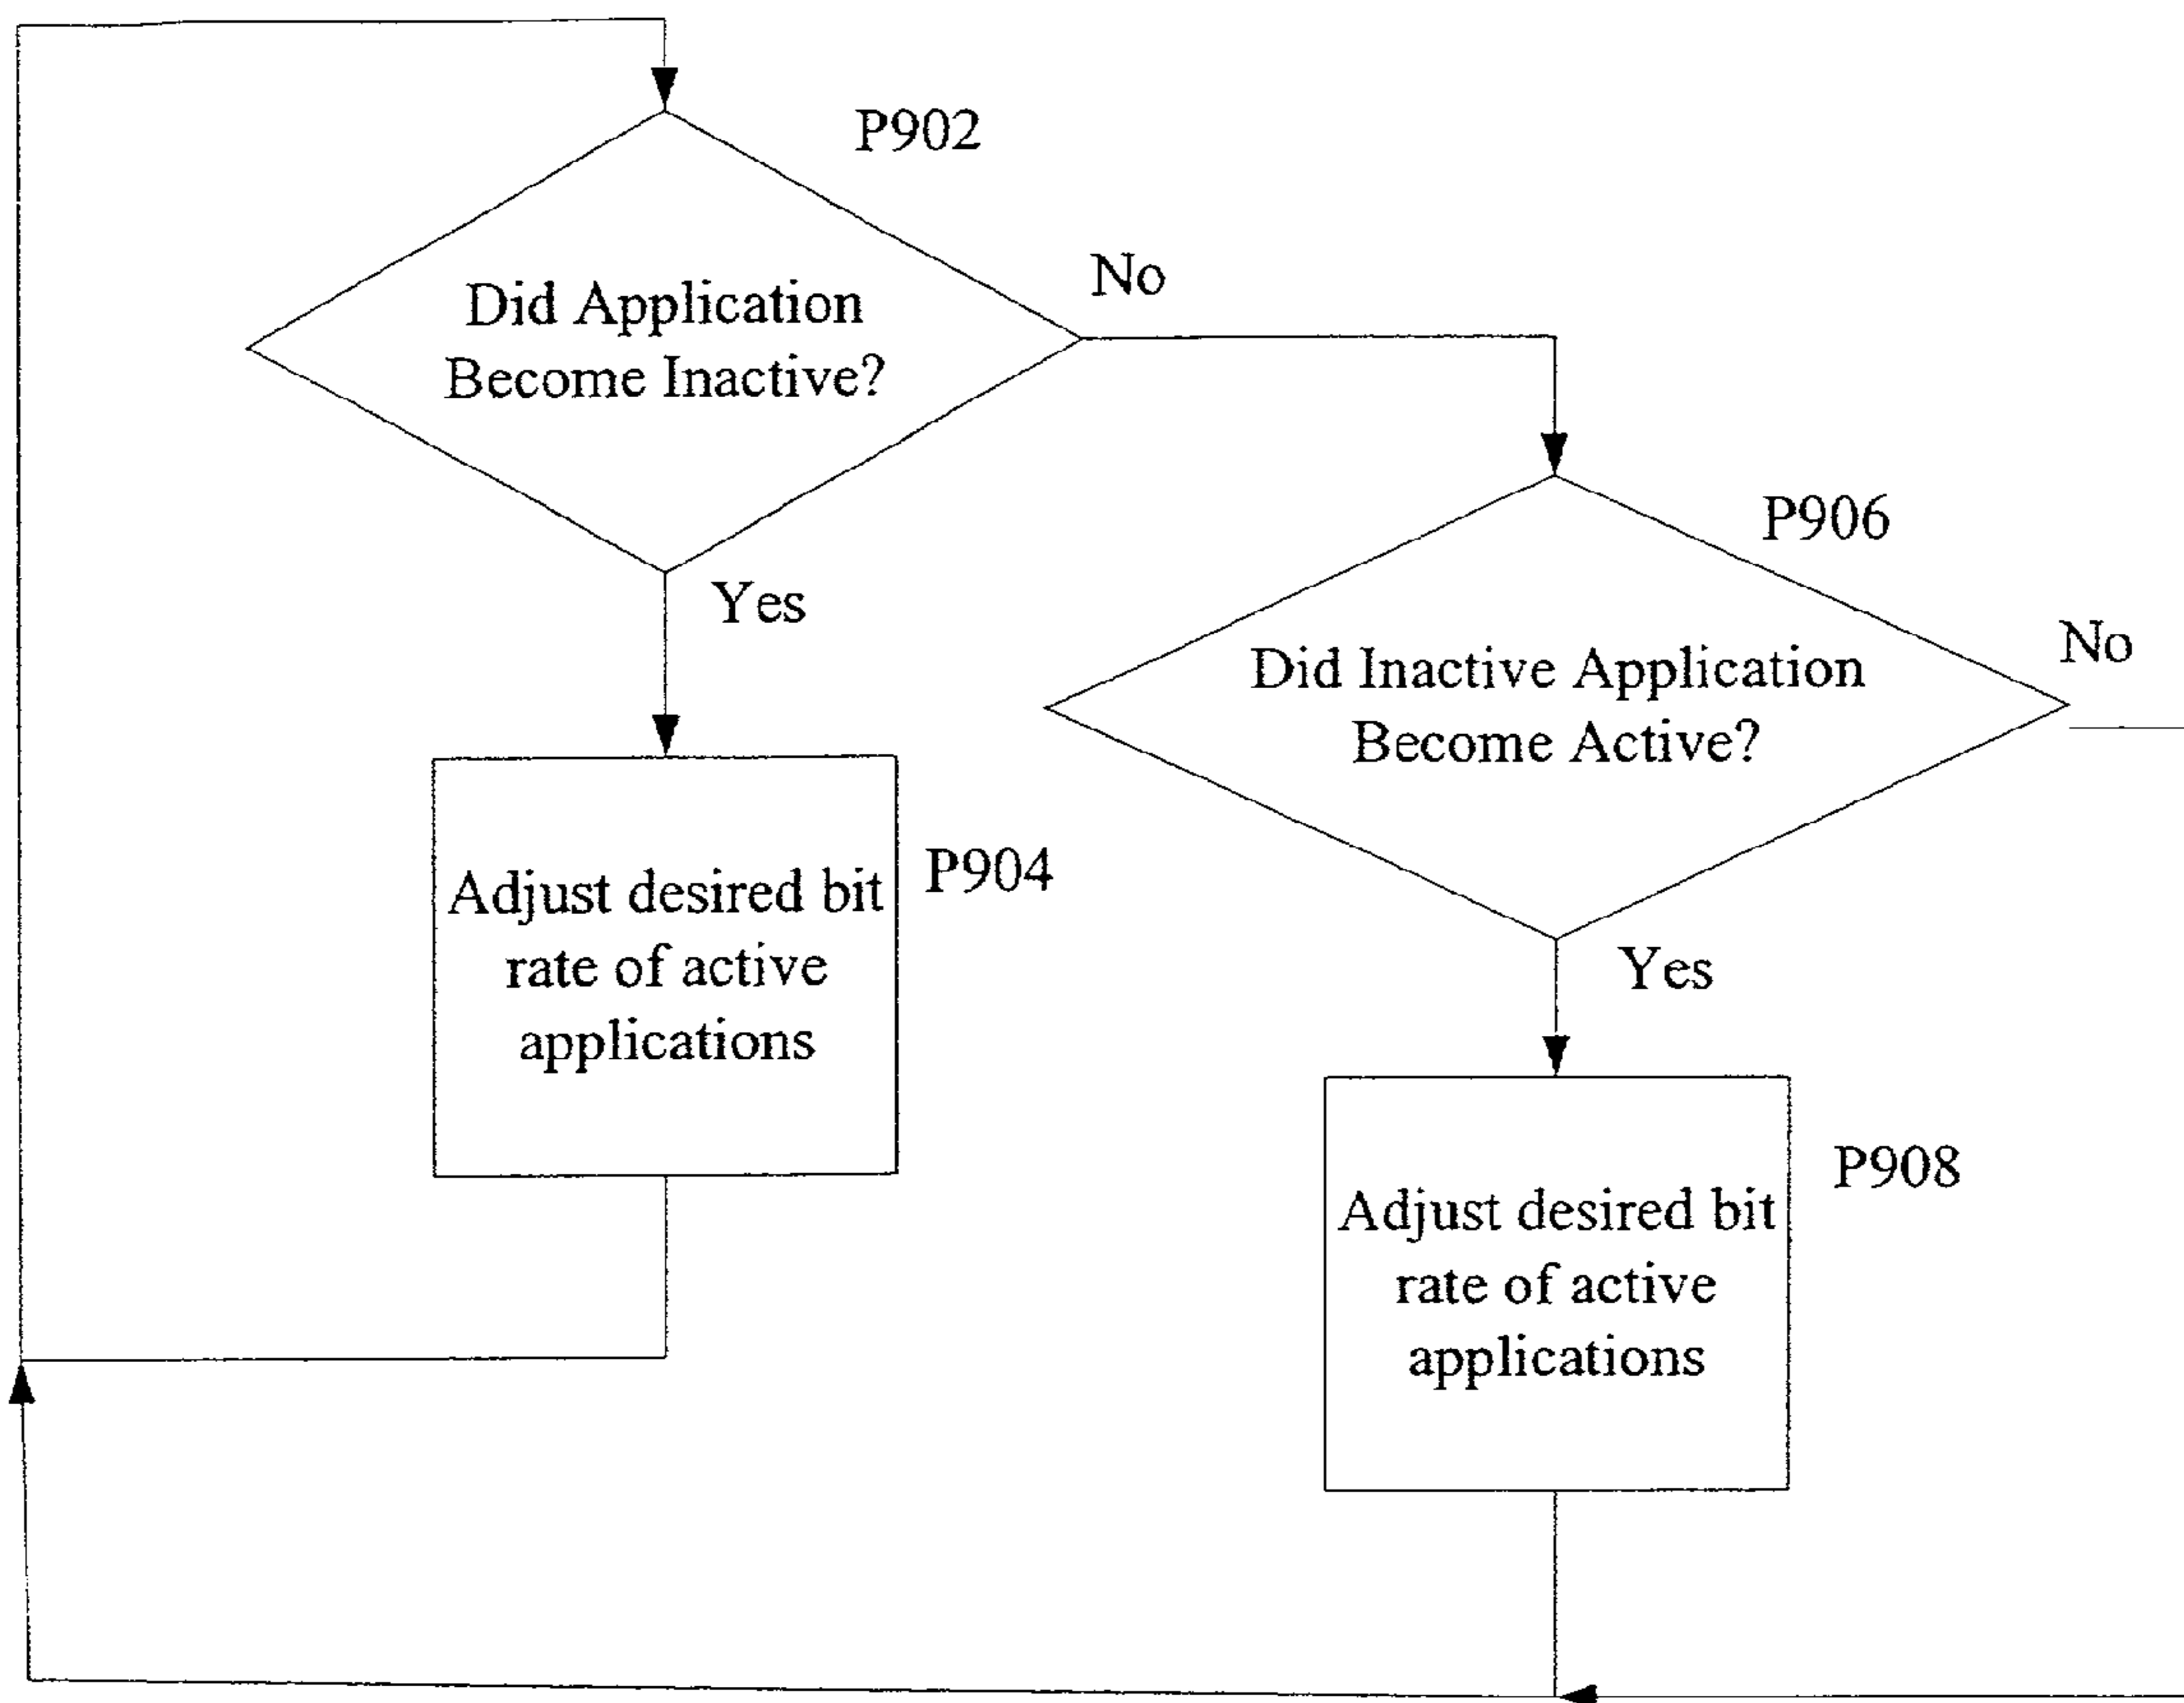 P902
No
Did Application
Become Inactive?
Yes
P906
No
Did Inactive Application
Become Active?
Yes
P904
Adjust desired bit
rate of active
applications
P908
Adjust desired bit
rate of active
applications